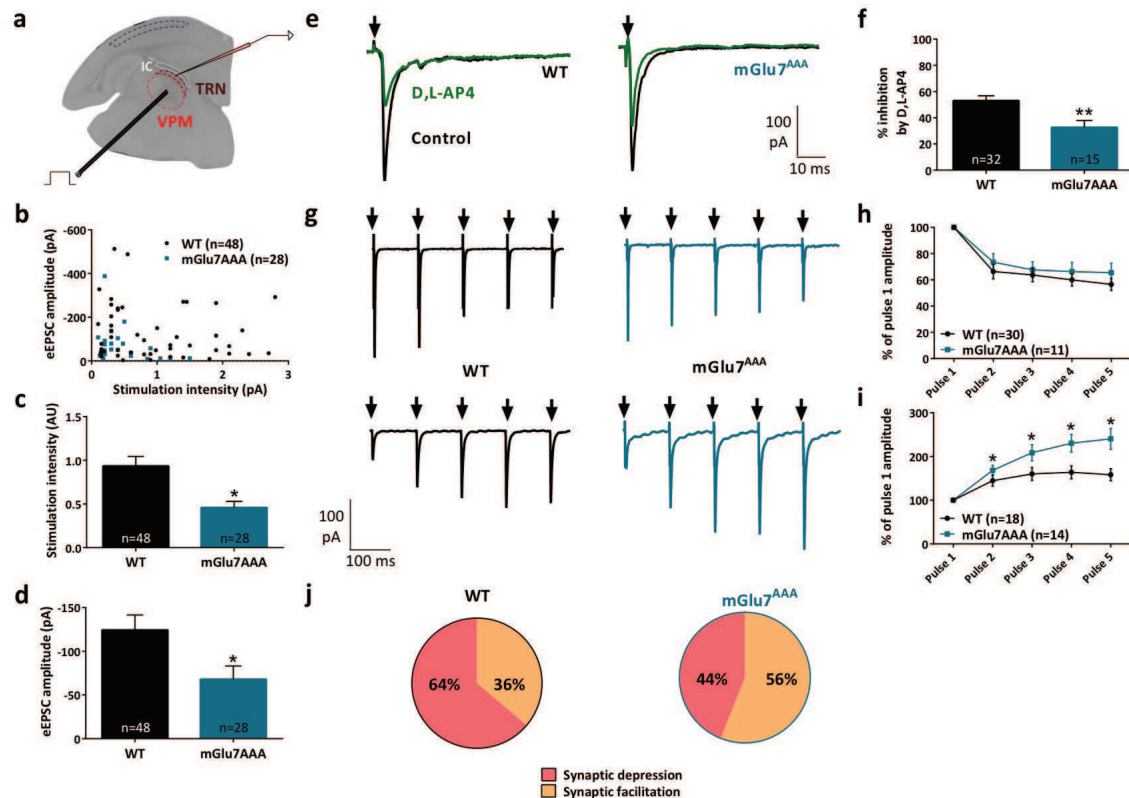 a
IC
TRN
VPM
b
eEPSC amplitude (pA)
-600
-400
-200
0
WT (n=48)
mGlu7AAA (n=28)
0
1
2
3
Stimulation intensity (pA)
c
Stimulation intensity (AU)
1.5
1.0
0.5
0.0
*
n=48
n=28
WT
mGlu7AAA
d
eEPSC amplitude (pA)
-150
-100
-50
0
*
n=48
n=28
WT
mGlu7AAA
e
WT
D,L-AP4
Control
mGlu7AAA
100
pA
10 ms
f
% inhibition
by D,L-AP4
100
80
60
40
20
0
**
n=32
n=15
WT
mGlu7AAA
g
WT
mGlu7AAA
100
pA
100 ms
h
% of pulse 1 amplitude
100
80
60
40
20
0
WT (n=30)
mGlu7AAA (n=11)
Pulse 1
Pulse 2
Pulse 3
Pulse 4
Pulse 5
i
% of pulse 1 amplitude
300
200
100
0
* * * *
WT (n=18)
mGlu7AAA (n=14)
Pulse 1
Pulse 2
Pulse 3
Pulse 4
Pulse 5
j
WT
64%
36%
mGlu7AAA
44%
56%
Synaptic depression
Synaptic facilitation